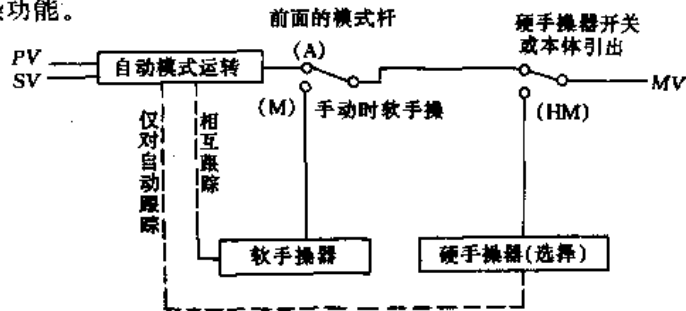 功能。
前面的模式杆
硬手操器开关
或本体引出
PV
SV
自动模式运转
(A)
(M)
手动时软手操
(HM)
MV
仅对自动跟踪
相互跟踪
软手操器
硬手操器(选择)